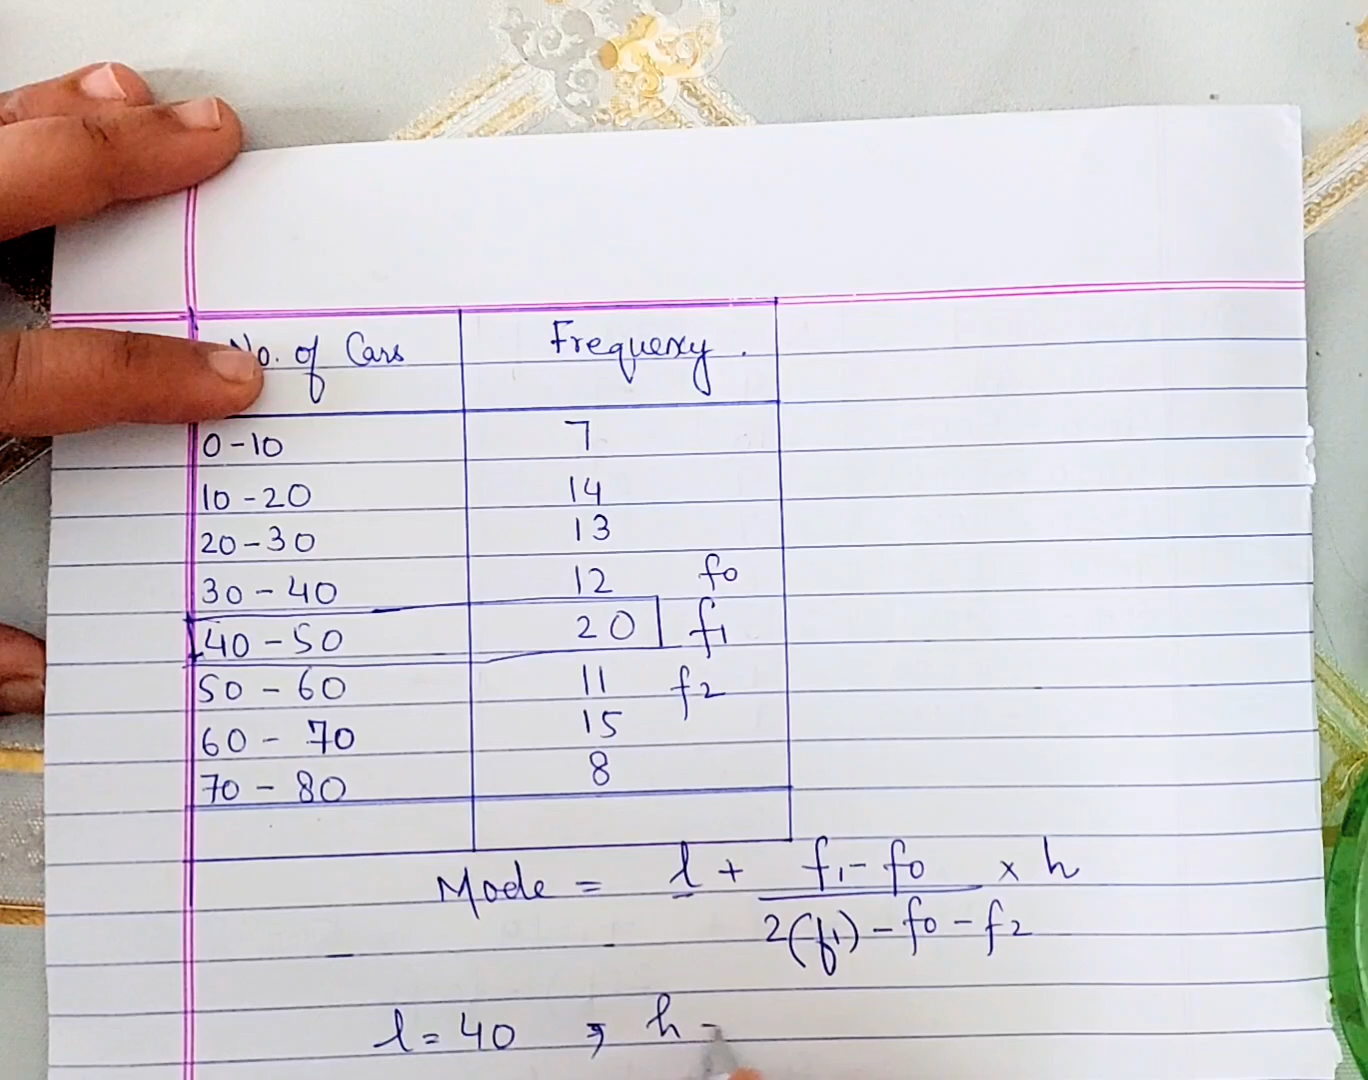 No. of Cars Frequency.
0-10 7
10-20 14
20-30 13
30-40 12 f0
40-50 20 f1
50-60 11 f2
60-70 15
70-80 8
Mode = l + f1-f0 x h
2(f1)-f0-f2
l=40 , h =